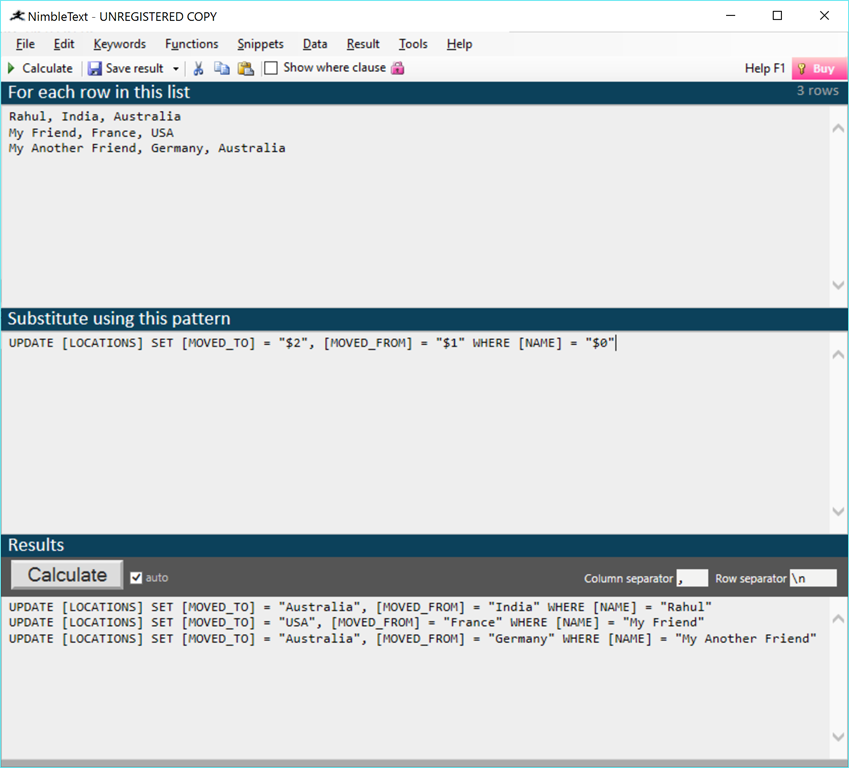 NimbleText - UNREGISTERED COPY
File Edit Keywords Functions Snippets Data Result Tools Help
Calculate Save result Show where clause Help F1 Buy
For each row in this list 3 rows
Rahul, India, Australia
My Friend, France, USA
My Another Friend, Germany, Australia
Substitute using this pattern
UPDATE [LOCATIONS] SET [MOVED_TO] = "$2", [MOVED_FROM] = "$1" WHERE [NAME] = "$0"
Results
Calculate auto Column separator , Row separator \n
UPDATE [LOCATIONS] SET [MOVED_TO] = "Australia", [MOVED_FROM] = "India" WHERE [NAME] = "Rahul"
UPDATE [LOCATIONS] SET [MOVED_TO] = "USA", [MOVED_FROM] = "France" WHERE [NAME] = "My Friend"
UPDATE [LOCATIONS] SET [MOVED_TO] = "Australia", [MOVED_FROM] = "Germany" WHERE [NAME] = "My Another Friend"